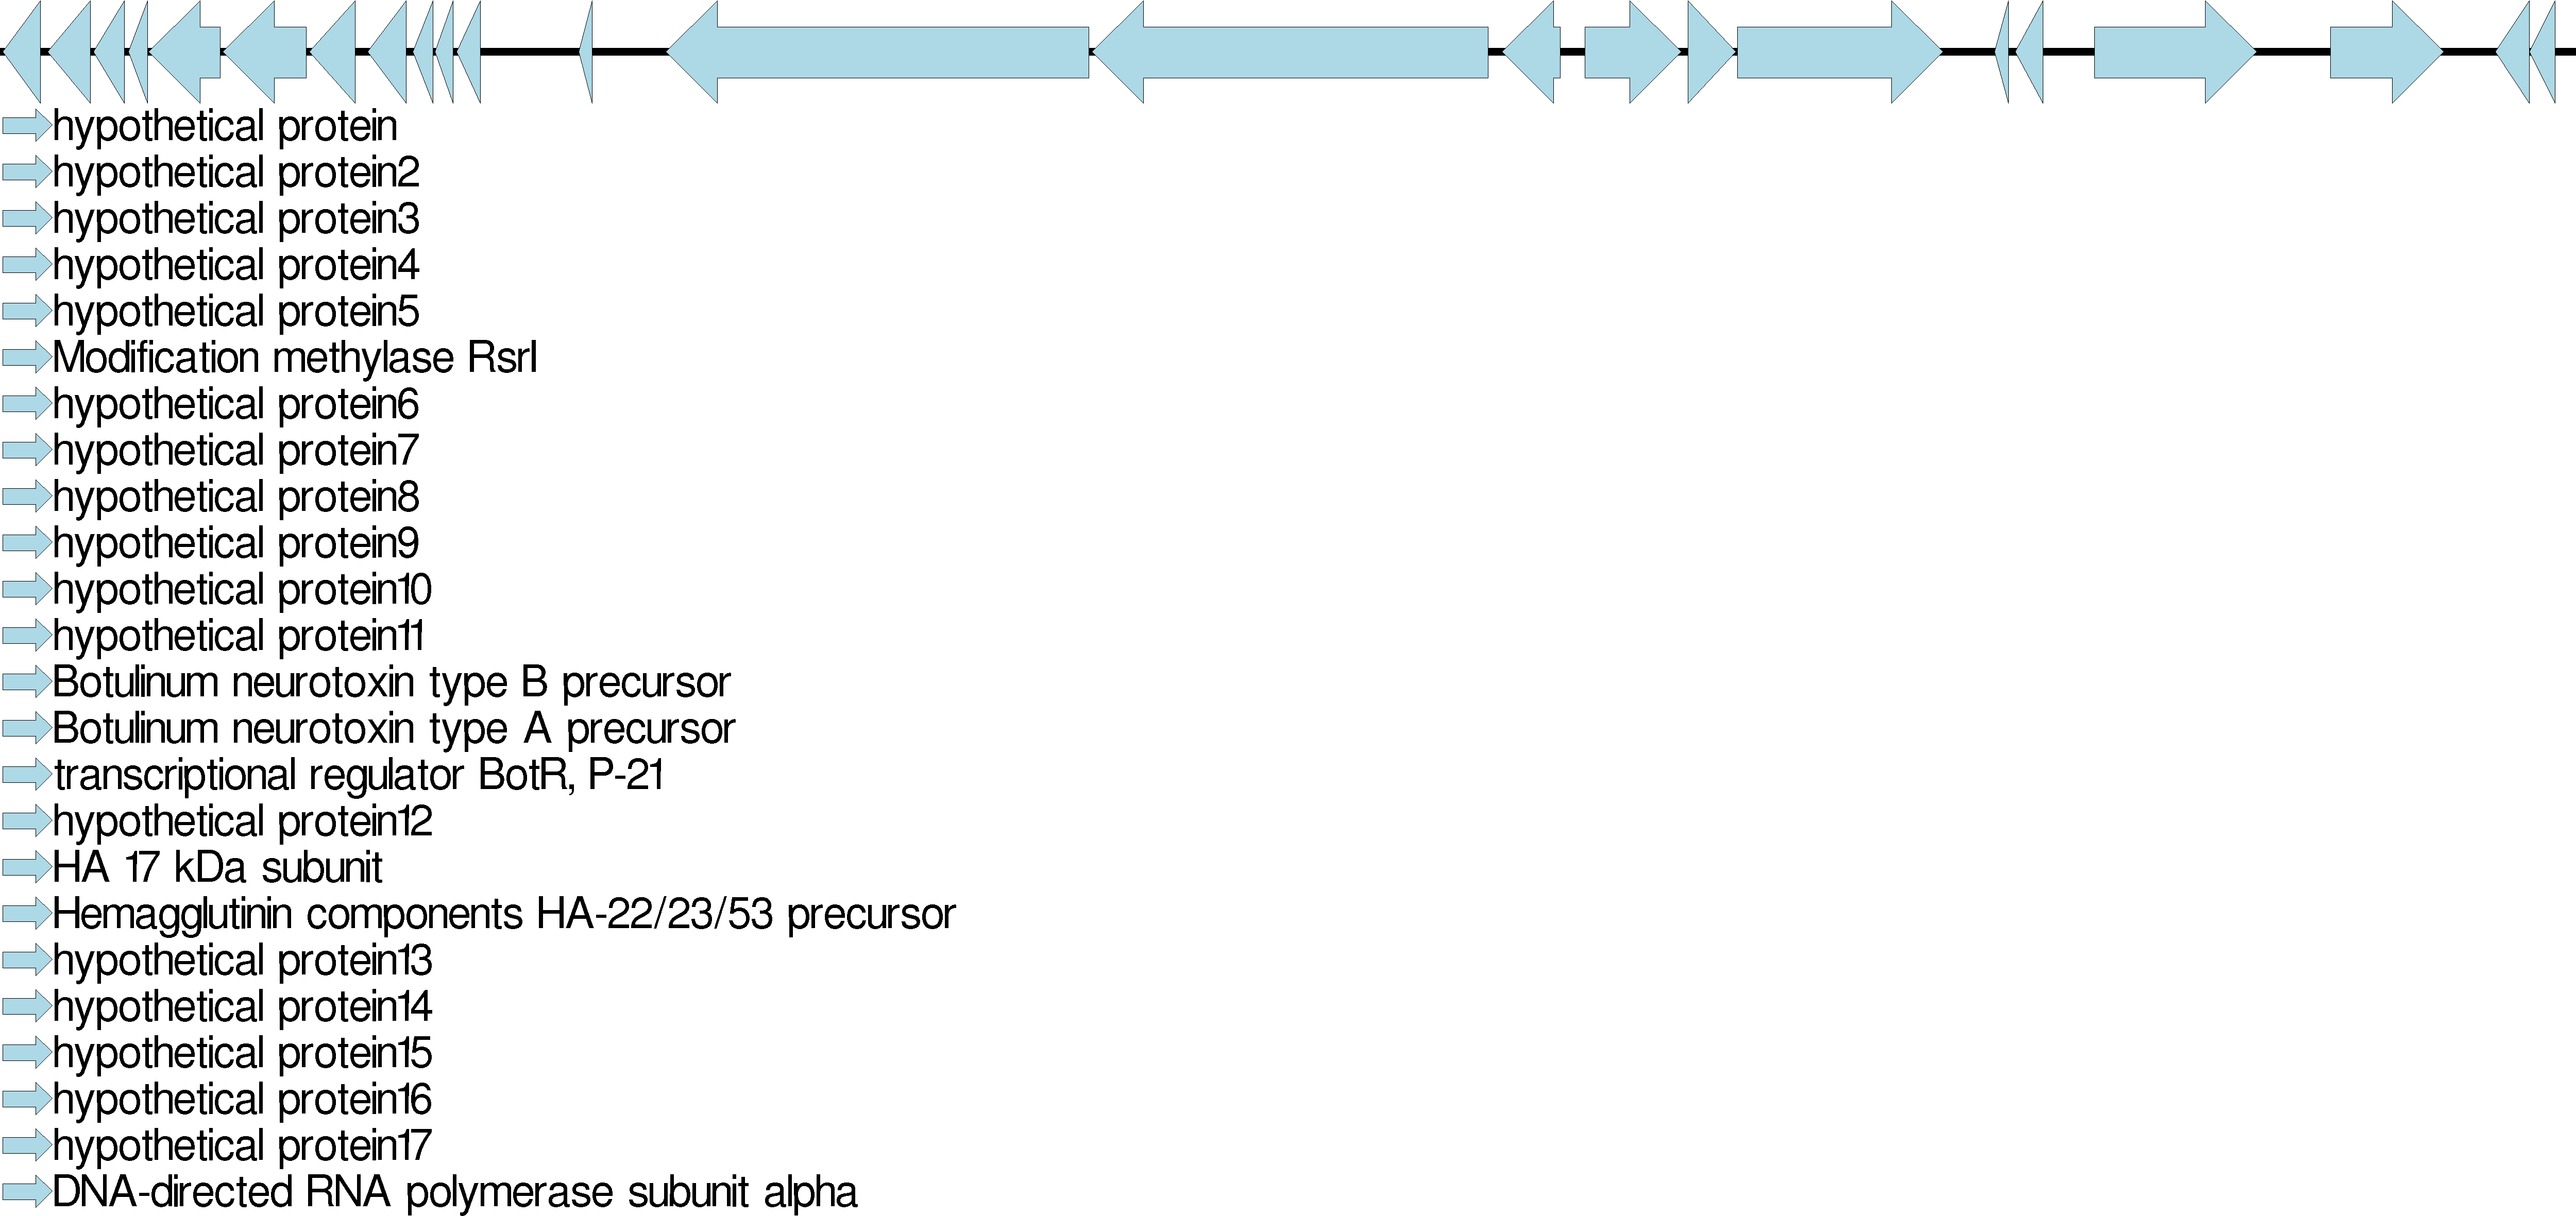 hypothetical protein
hypothetical protein2
hypothetical protein3
hypothetical protein4
hypothetical protein5
Modification methylase RsrI
hypothetical protein6
hypothetical protein7
hypothetical protein8
hypothetical protein9
hypothetical protein10
hypothetical protein11
Botulinum neurotoxin type B precursor
Botulinum neurotoxin type A precursor
transcriptional regulator BotR, P-21
hypothetical protein12
HA 17 kDa subunit
Hemagglutinin components HA-22/23/53 precursor
hypothetical protein13
hypothetical protein14
hypothetical protein15
hypothetical protein16
hypothetical protein17
DNA-directed RNA polymerase subunit alpha